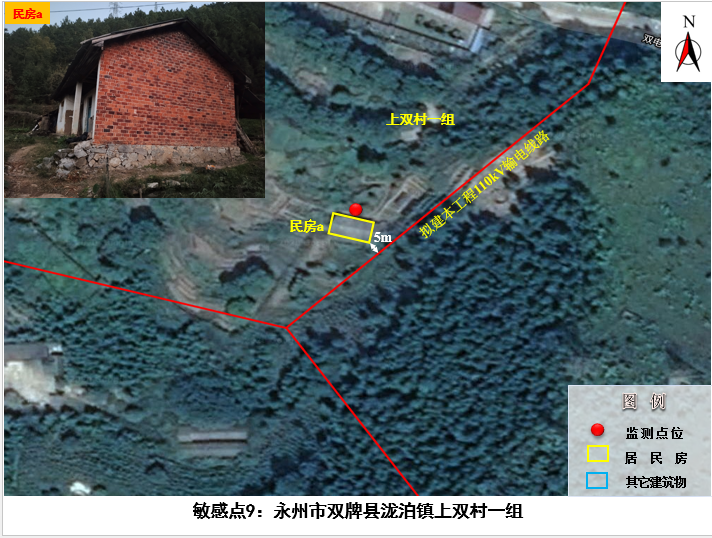 民房a
N
双电
上双村一组
拟建本工程110kV输电线路
民房a
5m
图 例
监测点位
居 民 房
其它建筑物
敏感点9：永州市双牌县泷泊镇上双村一组